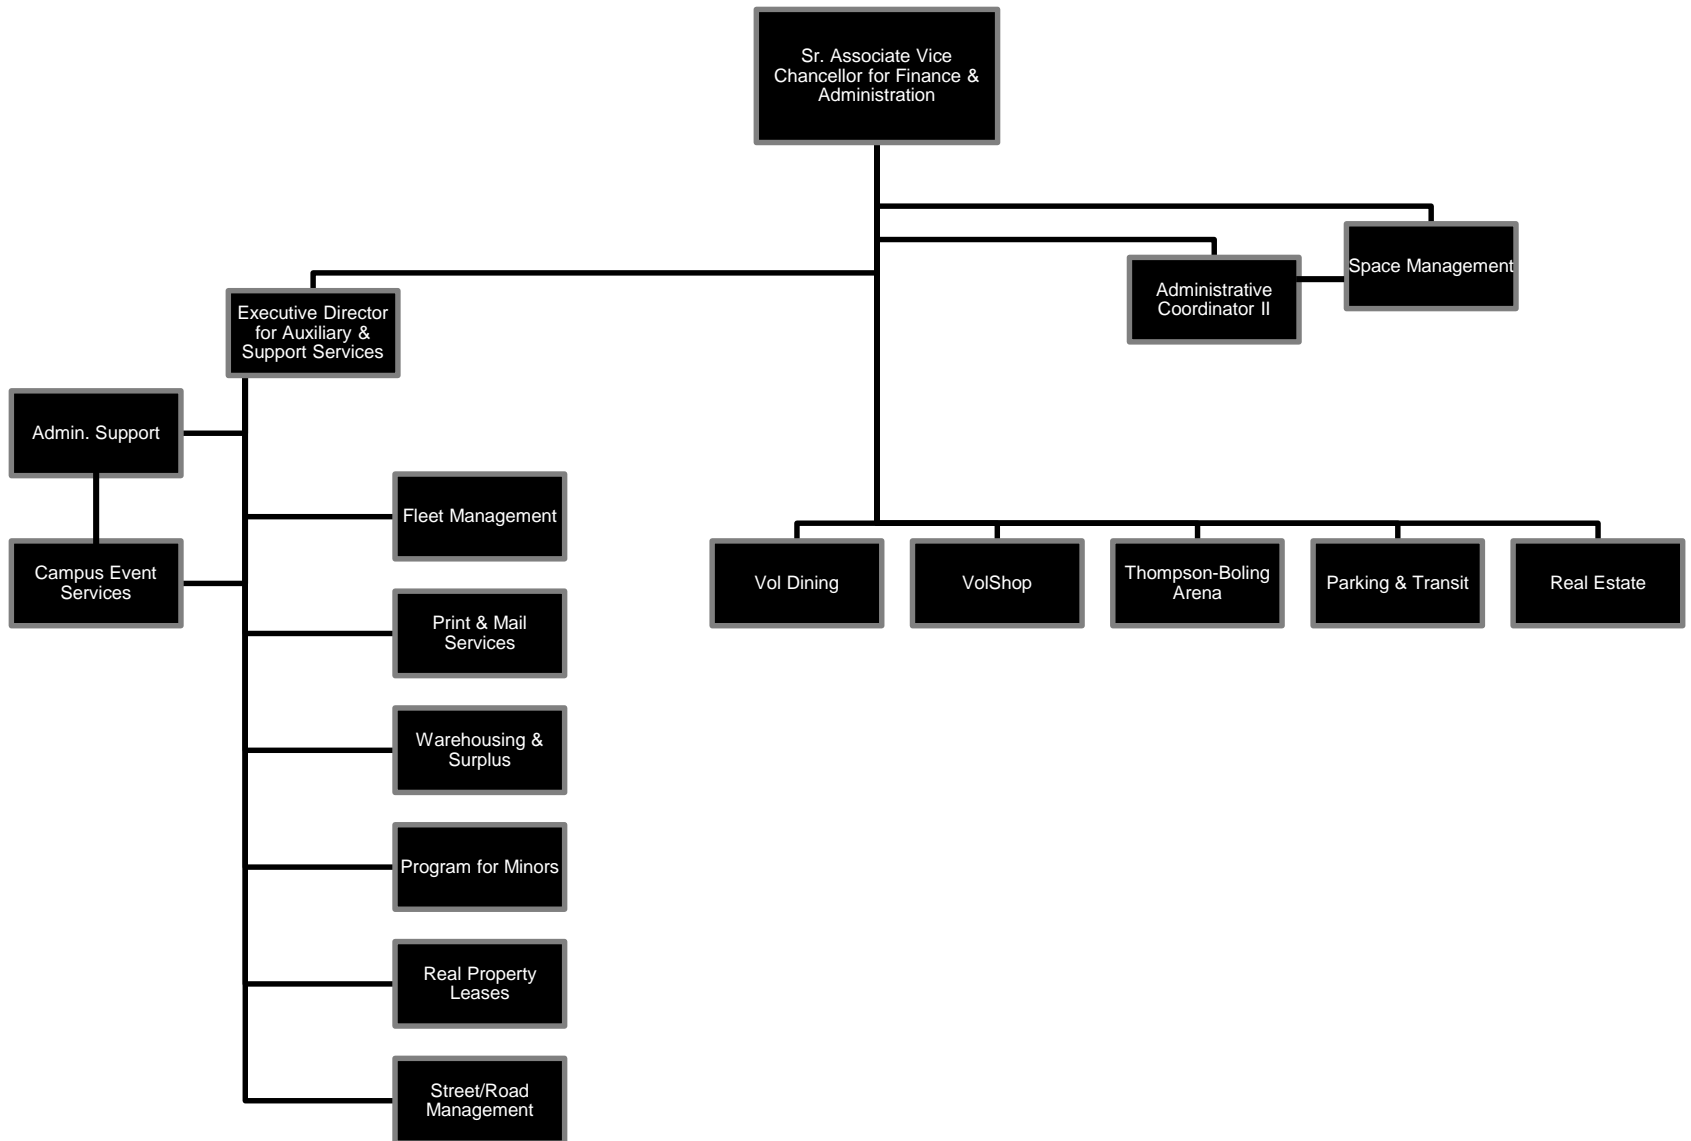 Sr. Associate Vice
Chancellor for Finance &
Administration
Space Management
Administrative
Coordinator II
Executive Director
for Auxiliary &
Support Services
Admin. Support
Fleet Management
Campus Event
Services
Vol Dining
VolShop
Thompson-Boling
Arena
Parking & Transit
Real Estate
Print & Mail
Services
Warehousing &
Surplus
Program for Minors
Real Property
Leases
Street/Road
Management